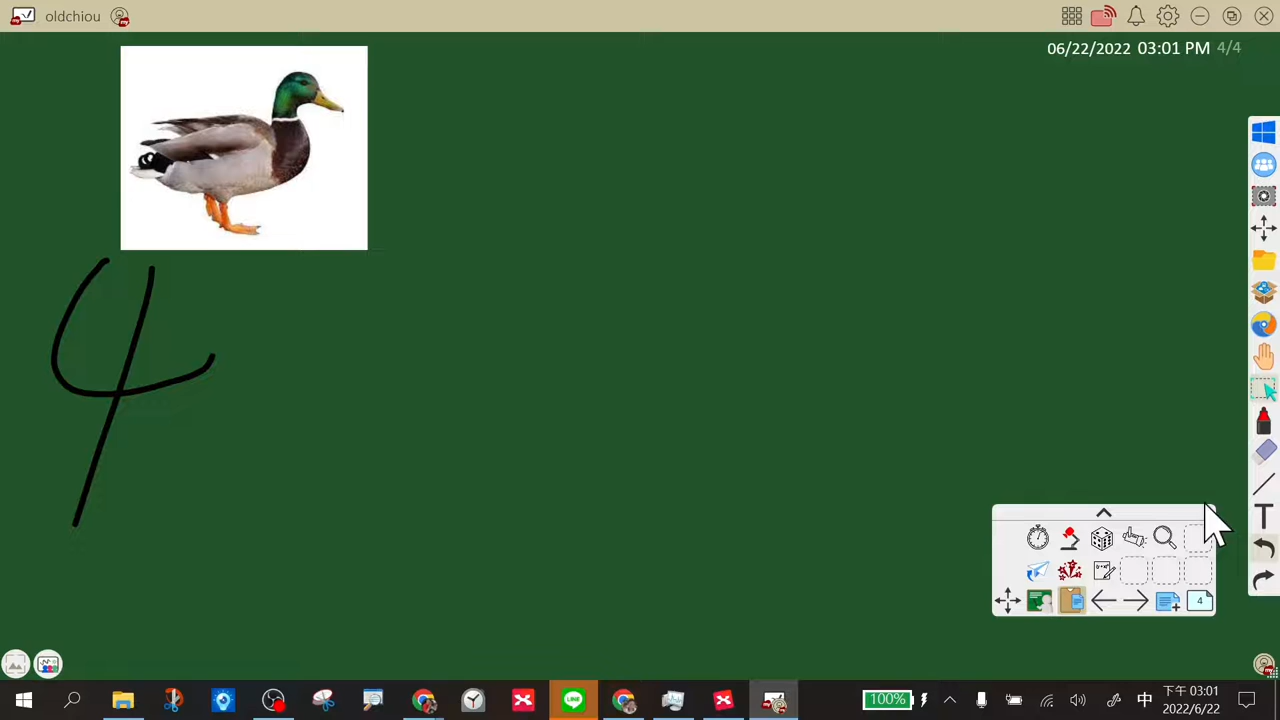 oldchiou
06/22/2022 03:01 PM 4/4
4
T
4
100%
中
下午 03:01
2022/6/22
LINE